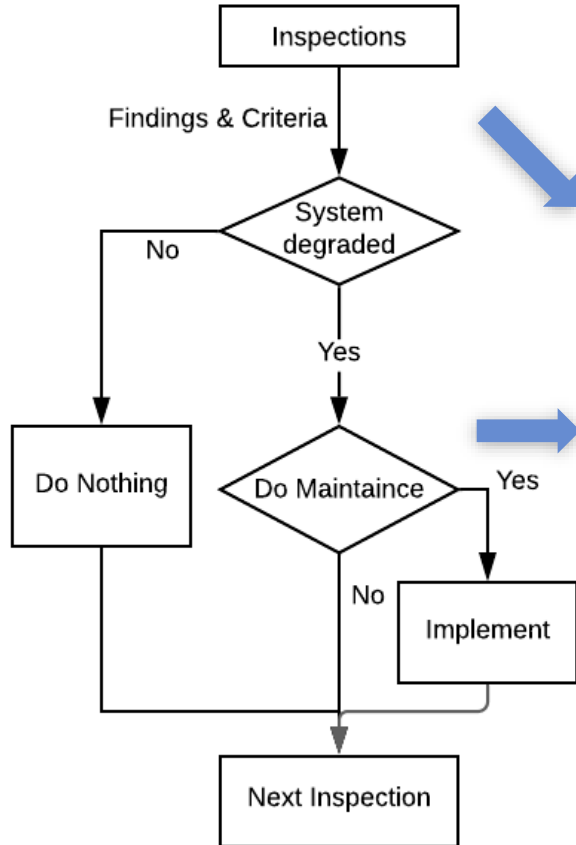 Inspections
Findings & Criteria
System
degraded
No
Yes
Do Nothing
Do Maintaince
Yes
No
Implement
Next Inspection